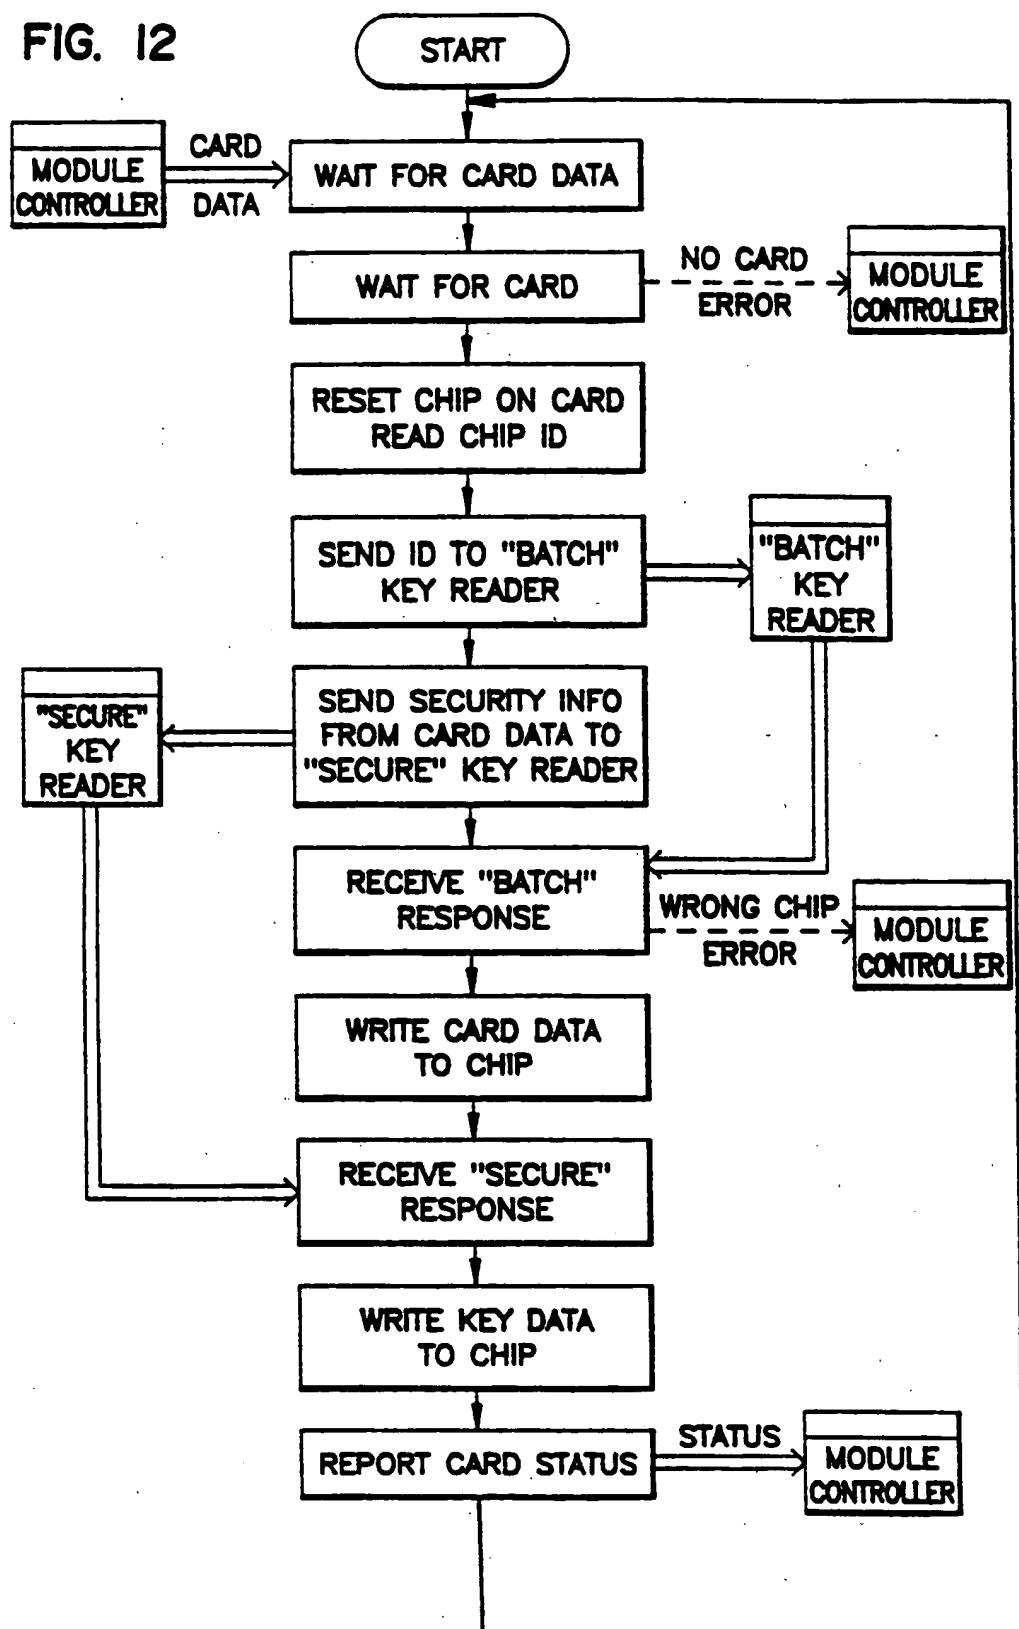 FIG. 12
START
MODULE
CONTROLLER
CARD
DATA
WAIT FOR CARD DATA
WAIT FOR CARD
NO CARD
ERROR
MODULE
CONTROLLER
RESET CHIP ON CARD
READ CHIP ID
SEND ID TO "BATCH"
KEY READER
"BATCH"
KEY
READER
"SECURE"
KEY
READER
SEND SECURITY INFO
FROM CARD DATA TO
"SECURE" KEY READER
RECEIVE "BATCH"
RESPONSE
WRONG CHIP
ERROR
MODULE
CONTROLLER
WRITE CARD DATA
TO CHIP
RECEIVE "SECURE"
RESPONSE
WRITE KEY DATA
TO CHIP
REPORT CARD STATUS
STATUS
MODULE
CONTROLLER